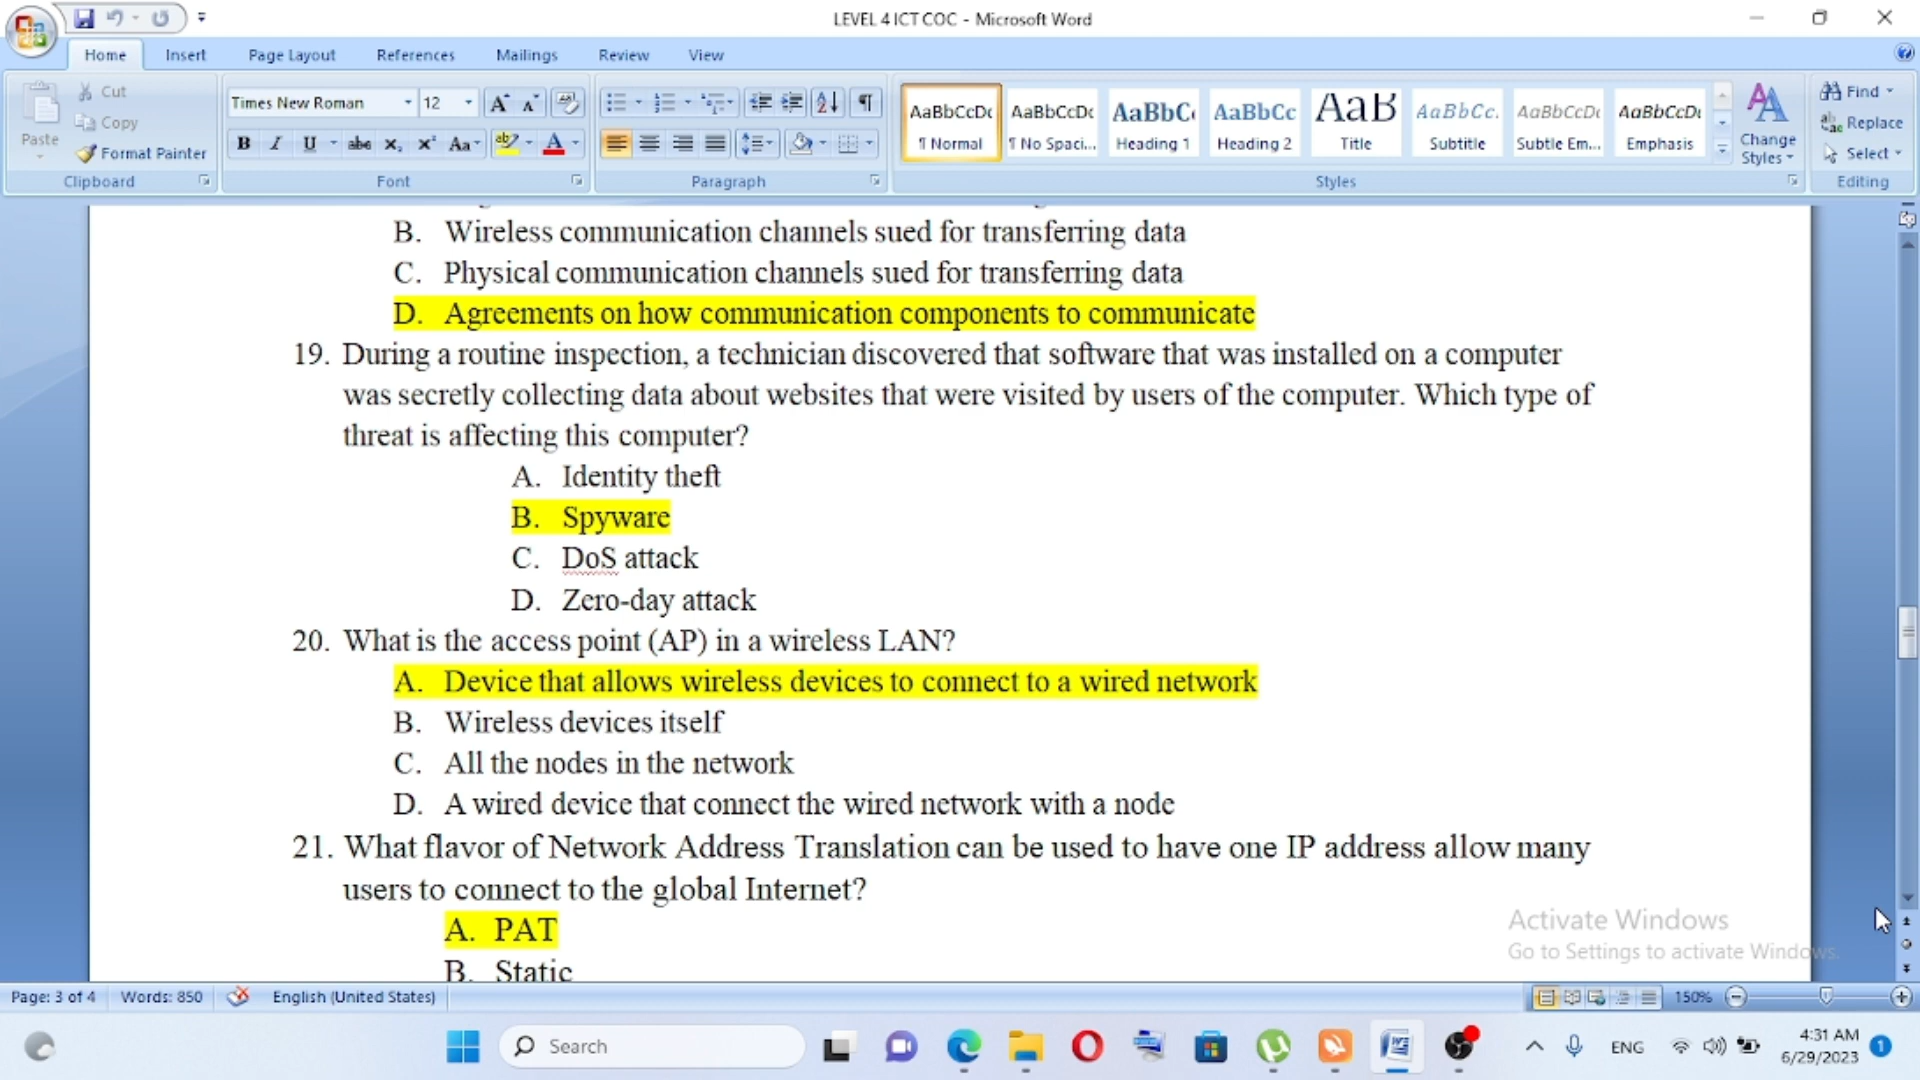 LEVEL 4 ICT COC - Microsoft Word
Home Insert Page Layout References Mailings Review View
Paste
Cut
Copy
Format Painter
Clipboard
Times New Roman 12
Font
Paragraph
AaBbCcDc AaBbCcDc AaBbC AaBbCc AaB AaBbCc. AaBbCcDc AaBbCcDc
¶ Normal ¶ No Spaci... Heading 1 Heading 2 Title Subtitle Subtle Em... Emphasis
Styles
Change Styles
Find
Replace
Select
Editing
B. Wireless communication channels sued for transferring data
C. Physical communication channels sued for transferring data
D. Agreements on how communication components to communicate
19. During a routine inspection, a technician discovered that software that was installed on a computer
was secretly collecting data about websites that were visited by users of the computer. Which type of
threat is affecting this computer?
A. Identity theft
B. Spyware
C. DoS attack
D. Zero-day attack
20. What is the access point (AP) in a wireless LAN?
A. Device that allows wireless devices to connect to a wired network
B. Wireless devices itself
C. All the nodes in the network
D. A wired device that connect the wired network with a node
21. What flavor of Network Address Translation can be used to have one IP address allow many
users to connect to the global Internet?
A. PAT
B. Static
Activate Windows
Go to Settings to activate Windows.
Page: 3 of 4 Words: 850 English (United States) 150%
Search
ENG
4:31 AM
6/29/2023
1